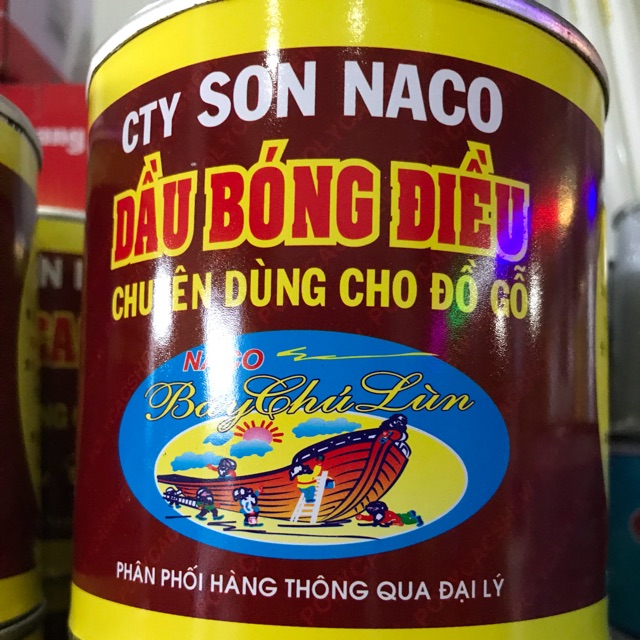 CTY SƠN NACO
DẦU BÓNG ĐIỀU
CHUYÊN DÙNG CHO ĐỒ GỖ
NACO
Bảy Chú Lùn
PHÂN PHỐI HÀNG THÔNG QUA ĐẠI LÝ